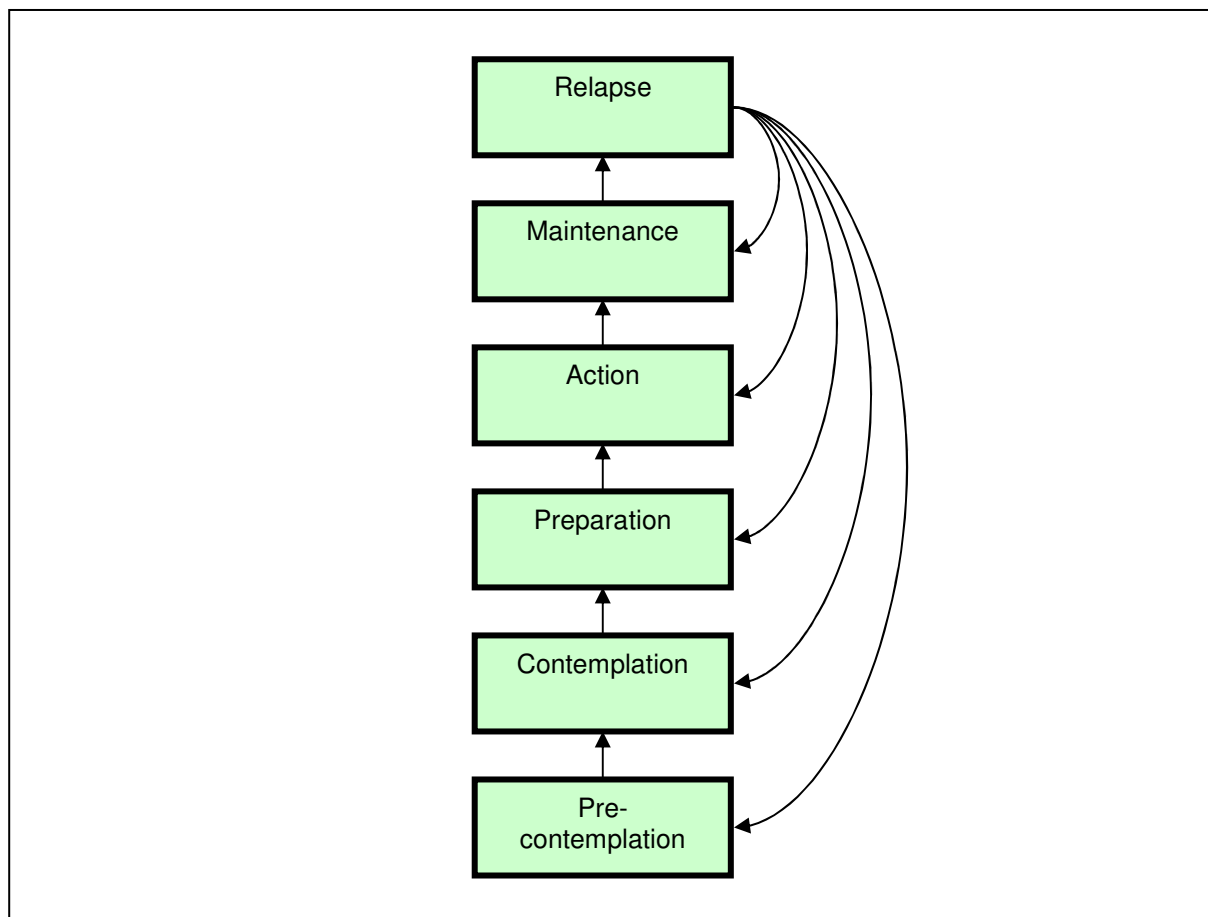 Relapse
Maintenance
Action
Preparation
Contemplation
Pre-
contemplation